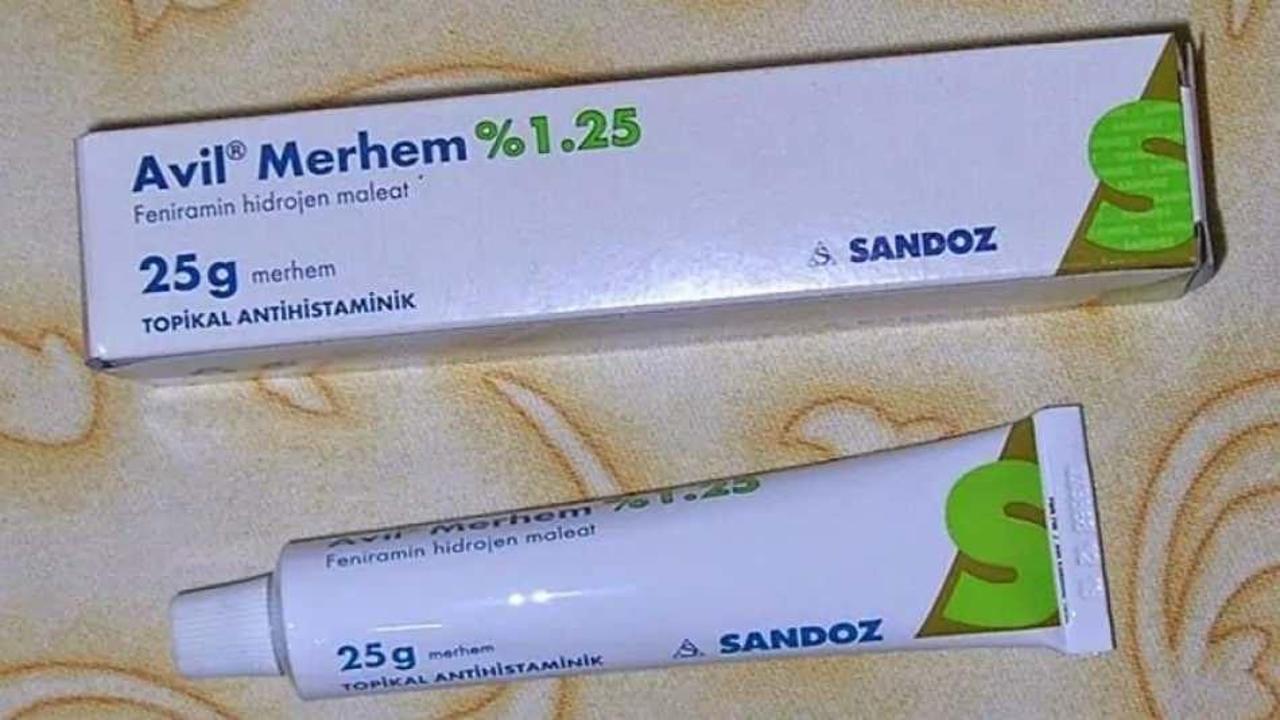 Avil® Merhem %1.25
Feniramin hidrojen maleat
25g merhem
TOPİKAL ANTİHİSTAMİNİK
SANDOZ
Avil Merhem %1.25
Feniramin hidrojen maleat
25g merhem
TOPİKAL ANTİHİSTAMİNİK
SANDOZ